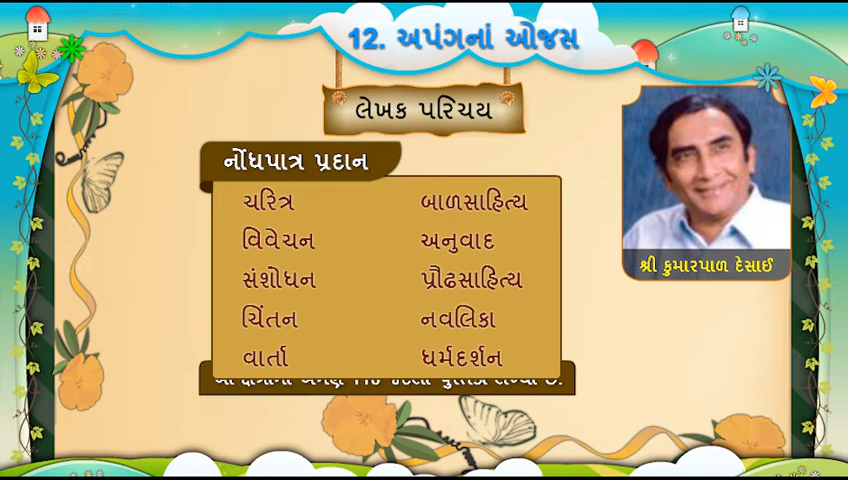 12. અપંગનાં ઓજસ
લેખક પરિચય
નોંધપાત્ર પ્રદાન
ચરિત્ર
બાળસાહિત્ય
વિવેચન
અનુવાદ
સંશોધન
પ્રૌઢસાહિત્ય
ચિંતન
નવલિકા
વાર્તા
ધર્મદર્શન
શ્રી કુમારપાળ દેસાઈ